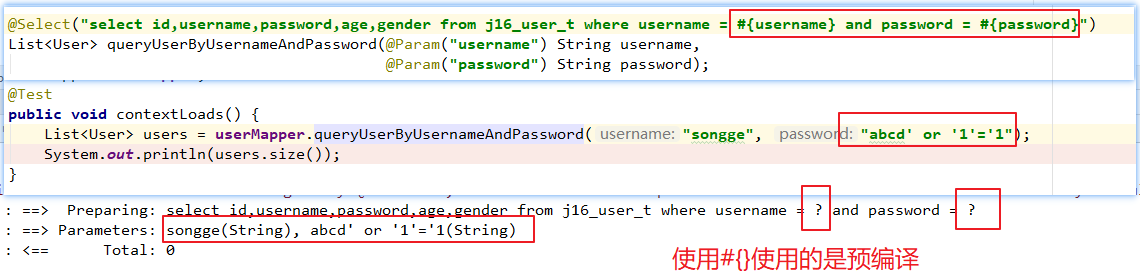 @Select("select id,username,password,age,gender from j16_user_t where username = #{username} and password = #{password}")
List<User> queryUserByUsernameAndPassword(@Param("username") String username,
@Param("password") String password);
@Test
public void contextLoads() {
List<User> users = userMapper.queryUserByUsernameAndPassword( username: "songge", password: "abcd' or '1'='1");
System.out.println(users.size());
}
: ==> Preparing: select id,username,password,age,gender from j16_user_t where username = ? and password = ?
: ==> Parameters: songge(String), abcd' or '1'='1(String)
: <== Total: 0
使用#{}使用的是预编译